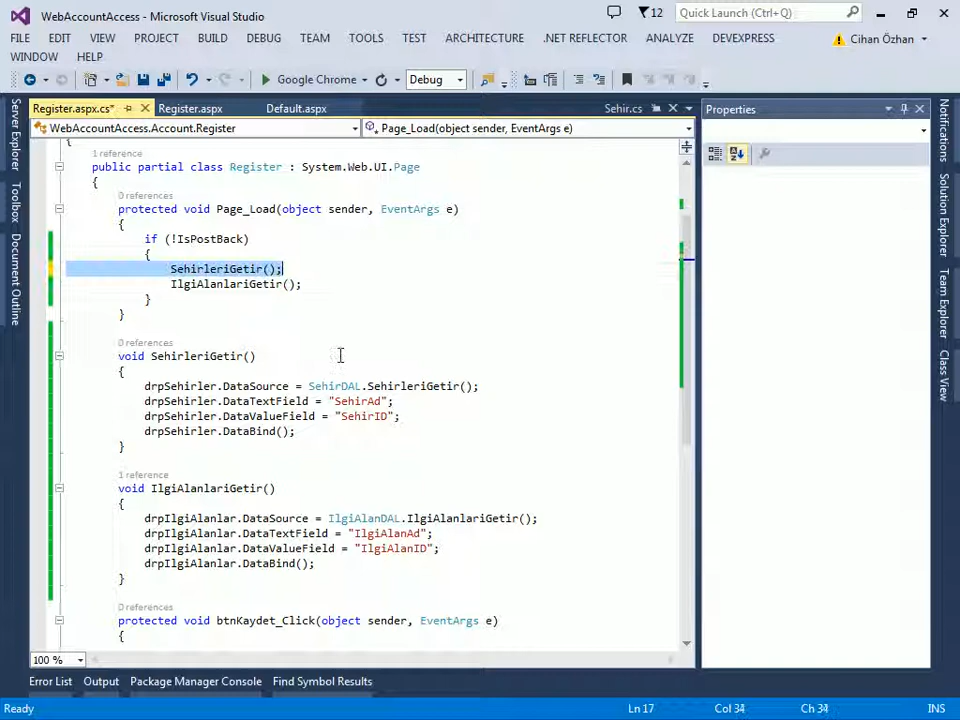 WebAccountAccess - Microsoft Visual Studio
12
Quick Launch (Ctrl+Q)
FILE EDIT VIEW PROJECT BUILD DEBUG TEAM TOOLS TEST ARCHITECTURE .NET REFLECTOR ANALYZE DEVEXPRESS
Cihan Özhan
WINDOW HELP
Google Chrome
Debug
Register.aspx.cs* Register.aspx Default.aspx Sehir.cs
Properties
WebAccountAccess.Account.Register Page_Load(object sender, EventArgs e)
{
1 reference
public partial class Register : System.Web.UI.Page
{
0 references
protected void Page_Load(object sender, EventArgs e)
{
if (!IsPostBack)
{
SehirleriGetir();
IlgiAlanlariGetir();
}
}
0 references
void SehirleriGetir()
{
drpSehirler.DataSource = SehirDAL.SehirleriGetir();
drpSehirler.DataTextField = "SehirAd";
drpSehirler.DataValueField = "SehirID";
drpSehirler.DataBind();
}
1 reference
void IlgiAlanlariGetir()
{
drpIlgiAlanlar.DataSource = IlgiAlanDAL.IlgiAlanlariGetir();
drpIlgiAlanlar.DataTextField = "IlgiAlanAd";
drpIlgiAlanlar.DataValueField = "IlgiAlanID";
drpIlgiAlanlar.DataBind();
}
0 references
protected void btnKaydet_Click(object sender, EventArgs e)
{
100 %
Server Explorer
Toolbox
Document Outline
Notifications
Solution Explorer
Team Explorer
Class View
Error List Output Package Manager Console Find Symbol Results
Ready Ln 17 Col 34 Ch 34 INS